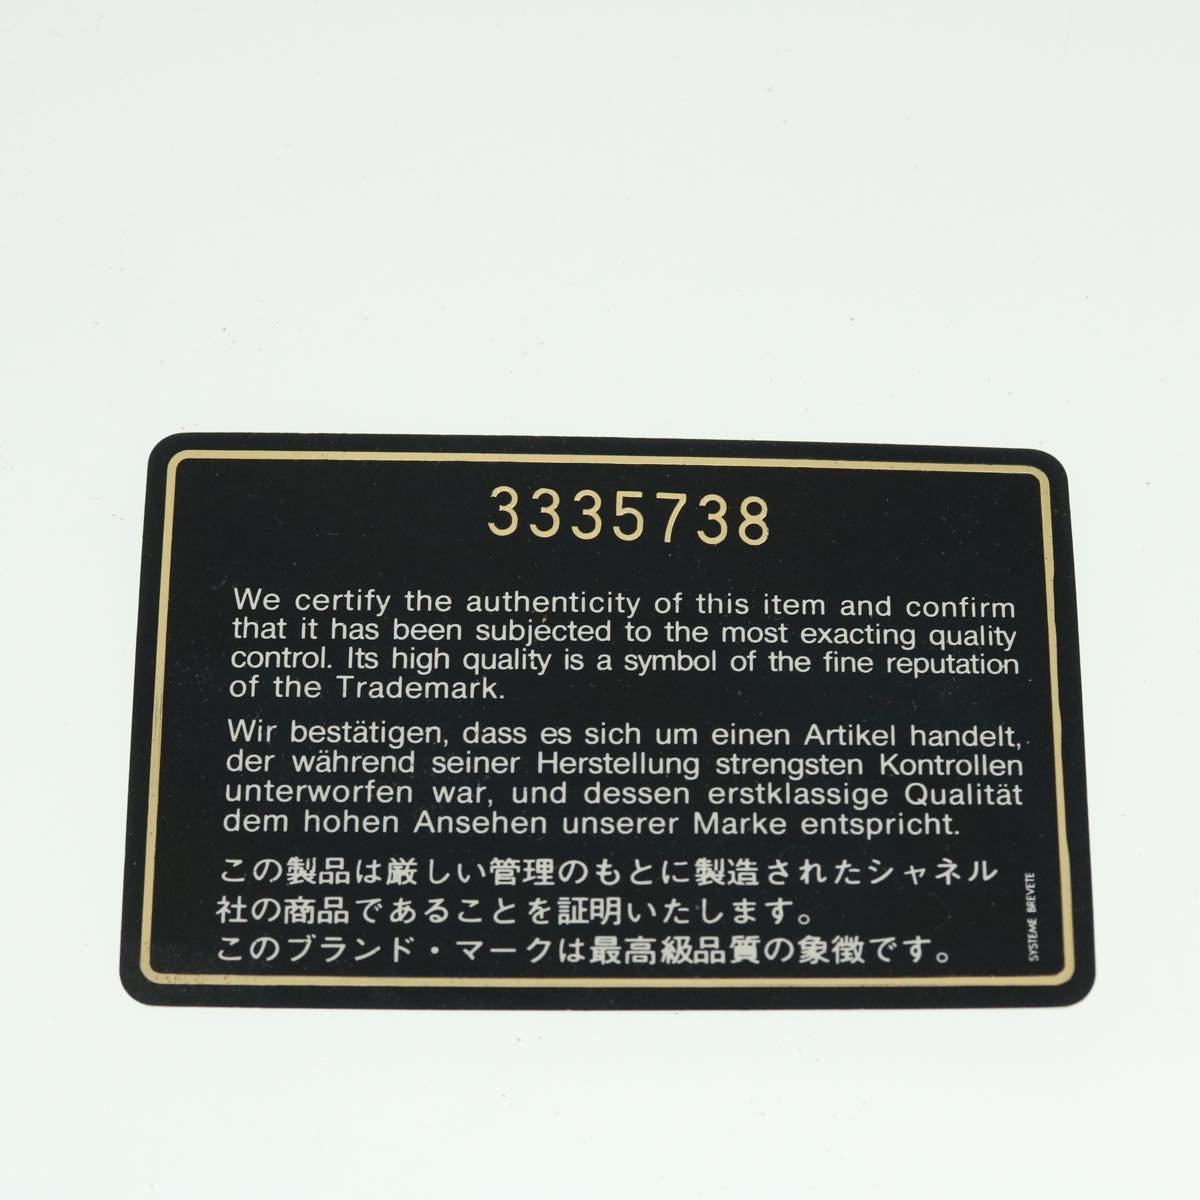 3335738
We certify the authenticity of this item and confirm
that it has been subjected to the most exacting quality
control. Its high quality is a symbol of the fine reputation
of the Trademark.
Wir bestätigen, dass es sich um einen Artikel handelt,
der während seiner Herstellung strengsten Kontrollen
unterworfen war, und dessen erstklassige Qualität
dem hohen Ansehen unserer Marke entspricht.
この製品は厳しい管理のもとに製造されたシャネル
社の商品であることを証明いたします。
このブランド・マークは最高級品質の象徴です。
SYSTEME BREVETE